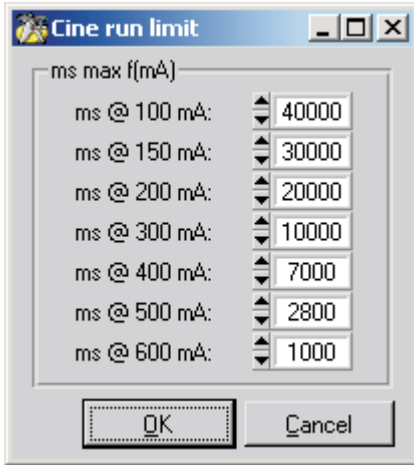 Cine run limit
ms max f(mA)
ms @ 100 mA: 40000
ms @ 150 mA: 30000
ms @ 200 mA: 20000
ms @ 300 mA: 10000
ms @ 400 mA: 7000
ms @ 500 mA: 2800
ms @ 600 mA: 1000
OK Cancel